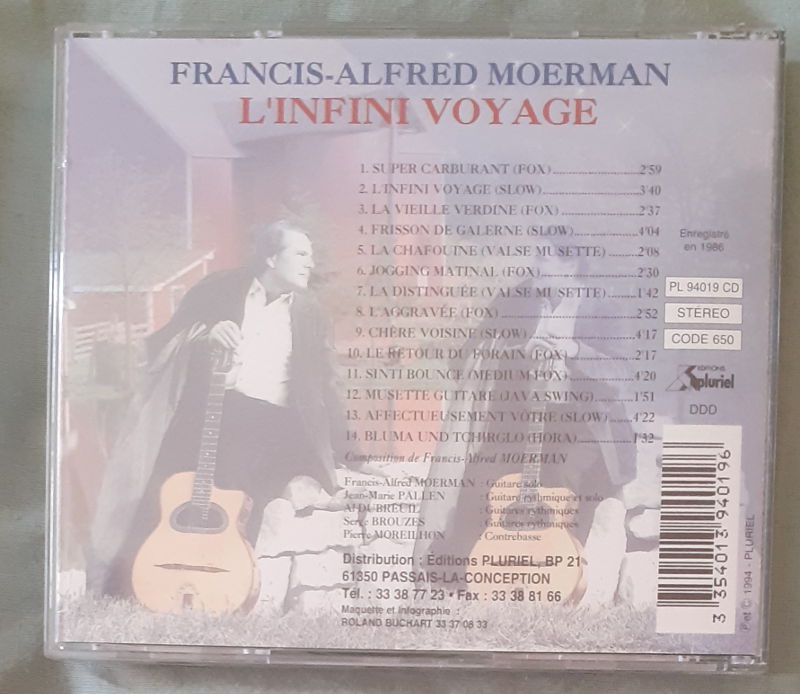 FRANCIS-ALFRED MOERMAN
L'INFINI VOYAGE
1. SUPER CARBURANT (FOX)..............................2'59
2. L'INFINI VOYAGE (SLOW)..............................3'40
3. LA VIEILLE VERDINE (FOX)..............................2'37
4. FRISSON DE GALERNE (SLOW)..............................4'04
5. LA CHAFOUINE (VALSE MUSETTE)..............................2'08
6. JOGGING MATINAL (FOX)..............................2'30
7. LA DISTINGUÉE (VALSE MUSETTE)..............................1'42
8. L'AGGRAVÉE (FOX)..............................2'52
9. CHÈRE VOISINE (SLOW)..............................4'17
10. LE RETOUR DU FORAIN (FOX)..............................2'17
11. SINTI BOUNCE (MEDIUM FOX)..............................4'20
12. MUSETTE GUITARE (JAVA SWING)..............................1'51
13. AFFECTUEUSEMENT VÔTRE (SLOW)..............................4'22
14. BLUMA UND TCHIRGLO (HORA)..............................1'32
Composition de Francis-Alfred MOERMAN
Francis-Alfred MOERMAN : Guitare solo
Jean-Marie PALLEN : Guitare rythmique et solo
Al DUBREUIL : Guitares rythmiques
Serge BROUZES : Guitares rythmiques
Pierre MOREILHON : Contrebasse
Distribution : Éditions PLURIEL, BP 21
61350 PASSAIS-LA-CONCEPTION
Tél. : 33 38 77 23 • Fax : 33 38 81 66
Maquette et infographie :
ROLAND BUCHART 33 37 08 33
Enregistré
en 1986
PL 94019 CD
STÉREO
CODE 650
EDITIONS
pluriel
DDD
3 354013 940196
P et © 1994 - PLURIEL